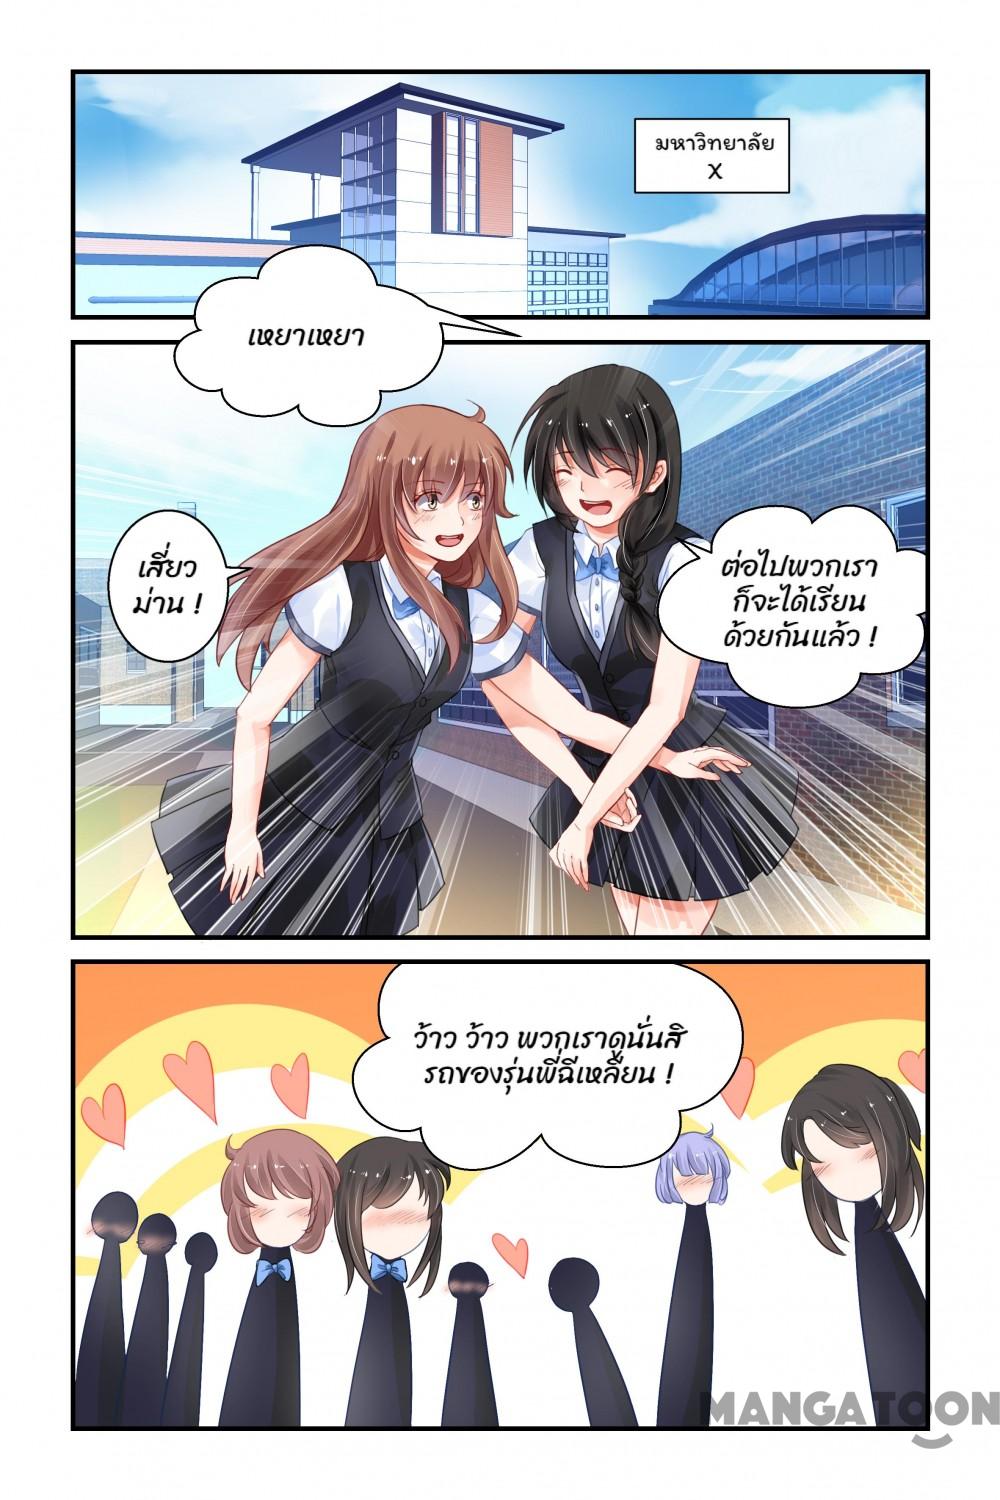 มหาวิทยาลัย
X
เหยาเหยา
เสี่ยว
ม่าน !
ต่อไปพวกเรา
ก็จะได้เรียน
ด้วยกันแล้ว !
ว้าว ว้าว พวกเราดูนั่นสิ
รถของรุ่นพี่ฉีเหลียน !
MANGATOON